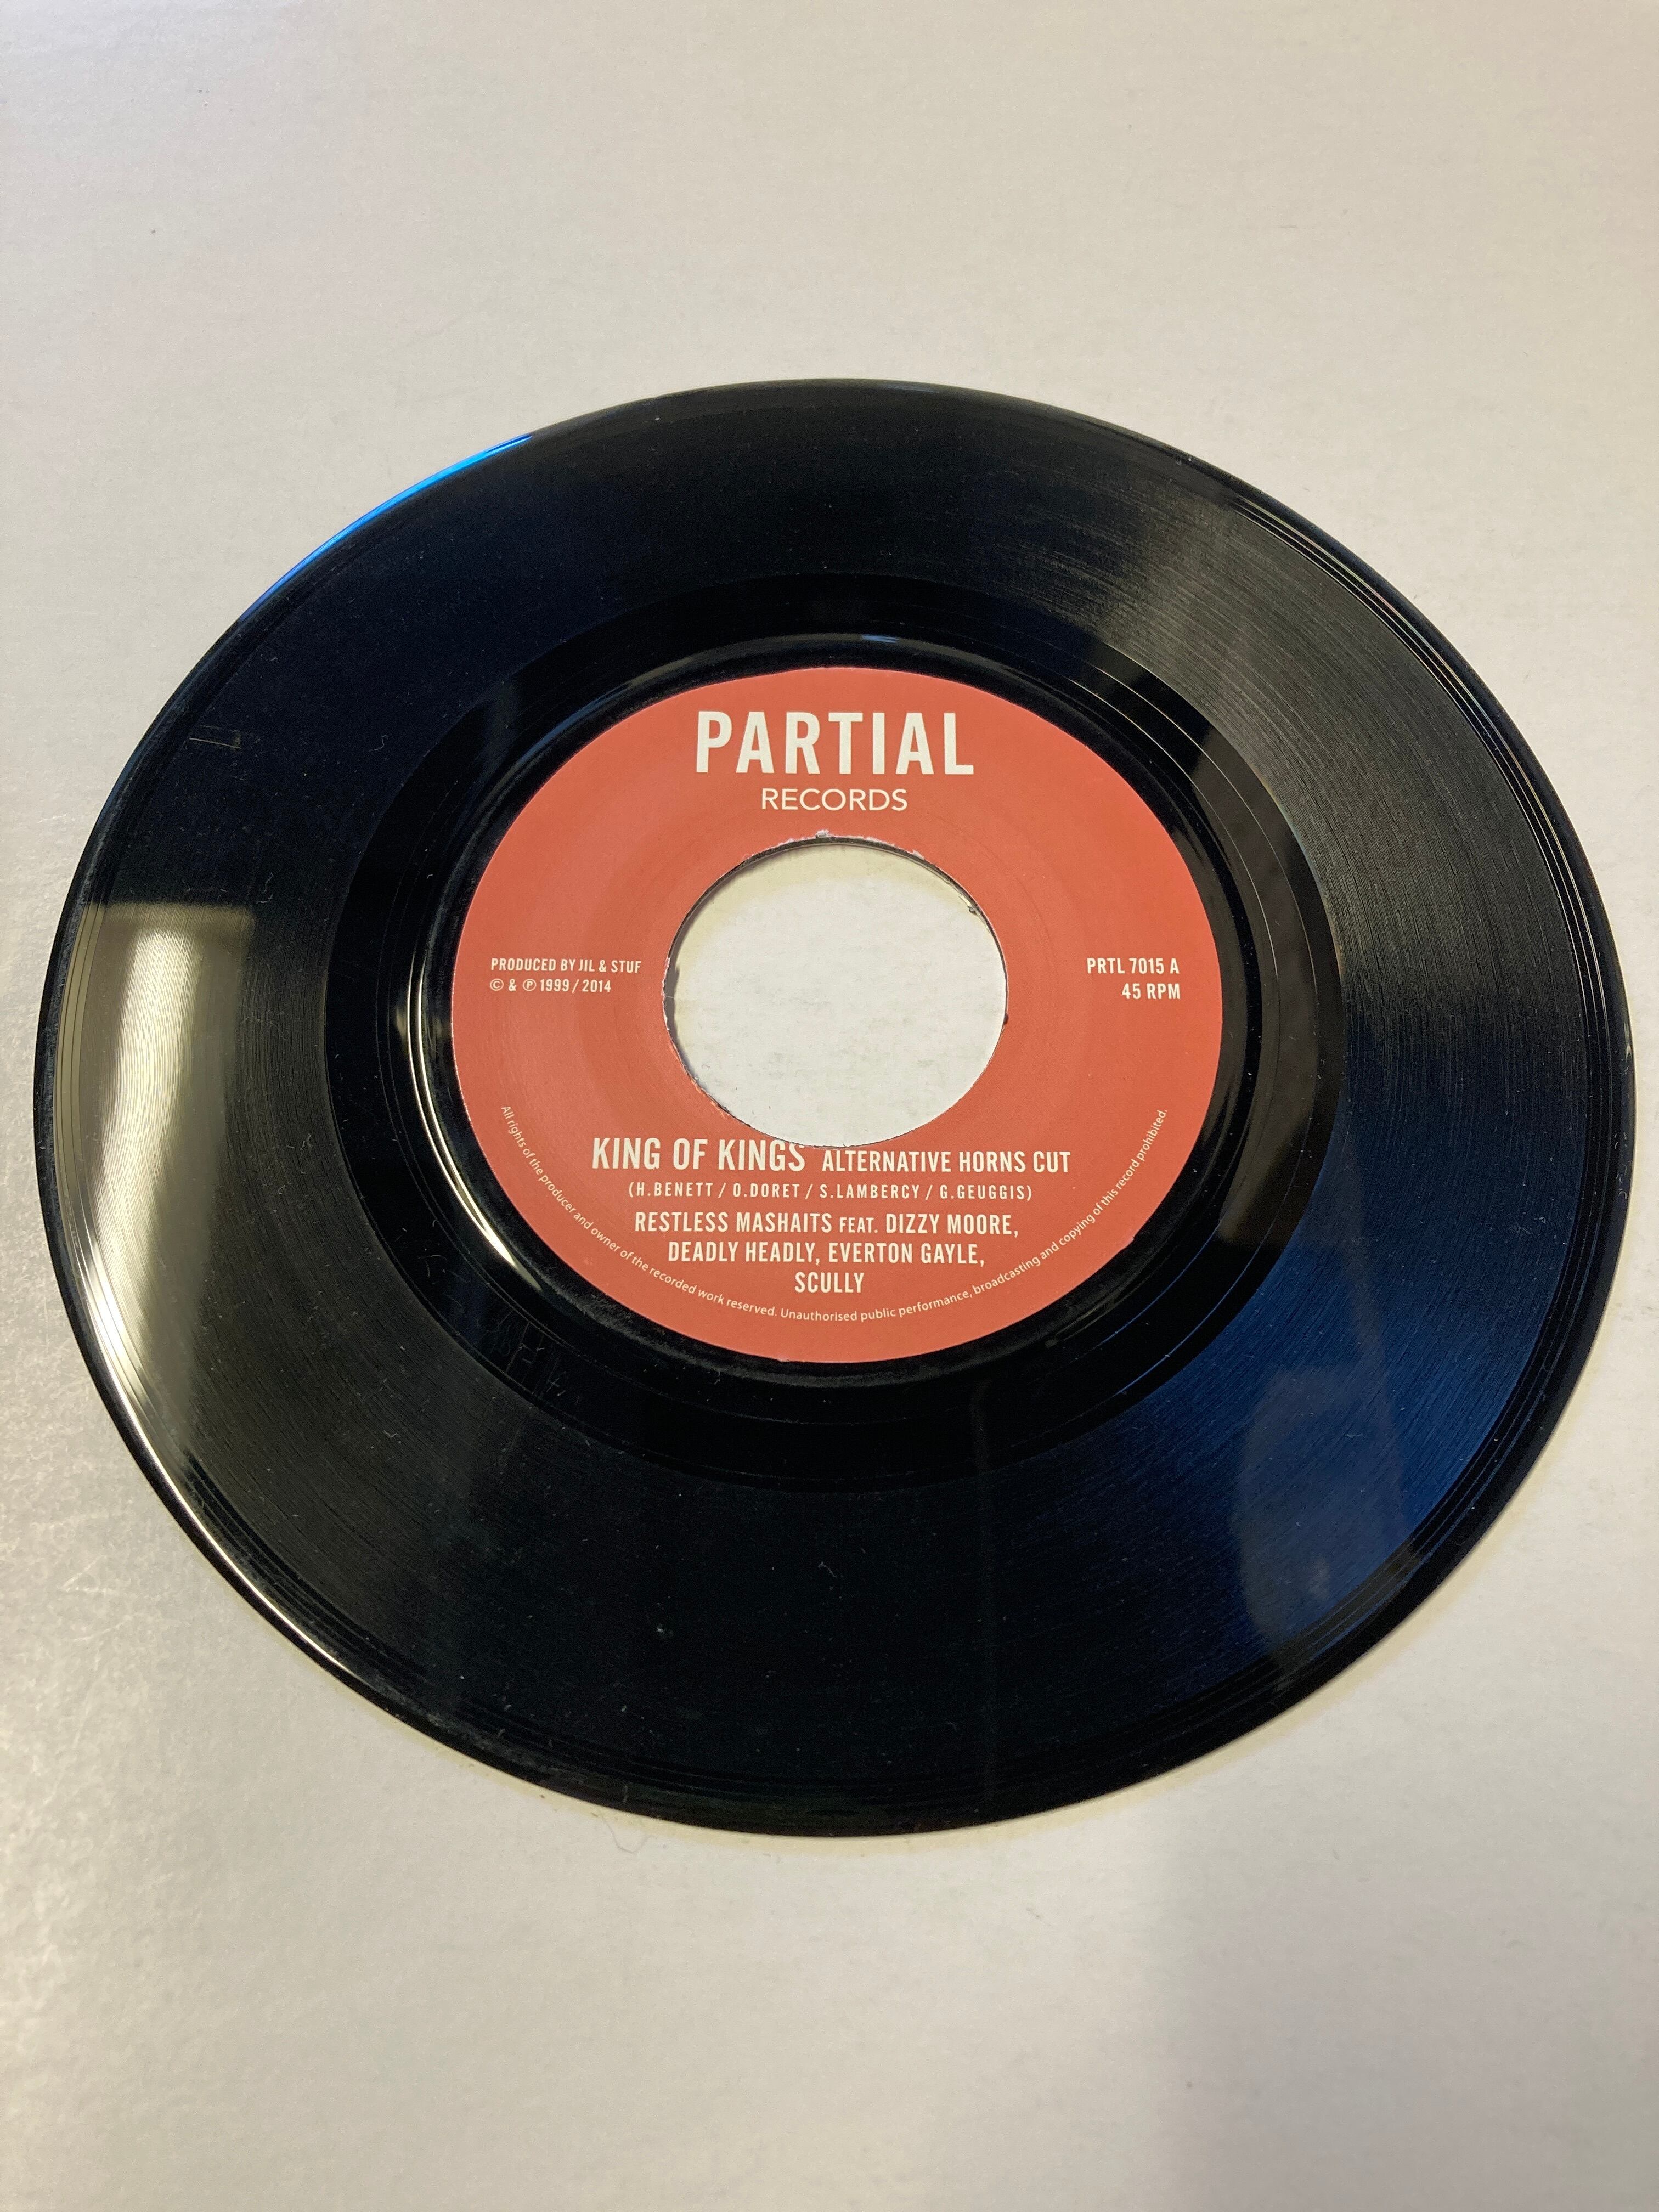 PARTIAL
RECORDS
PRODUCED BY JIL & STUF
© & ℗ 1999 / 2014
PRTL 7015 A
45 RPM
KING OF KINGS ALTERNATIVE HORNS CUT
(H.BENETT / O.DORET / S.LAMBERCY / G.GEUGGIS)
RESTLESS MASHAITS FEAT. DIZZY MOORE,
DEADLY HEADLY, EVERTON GAYLE,
SCULLY
All rights of the producer and owner of the recorded work reserved. Unauthorised public performance, broadcasting and copying of this record prohibited.